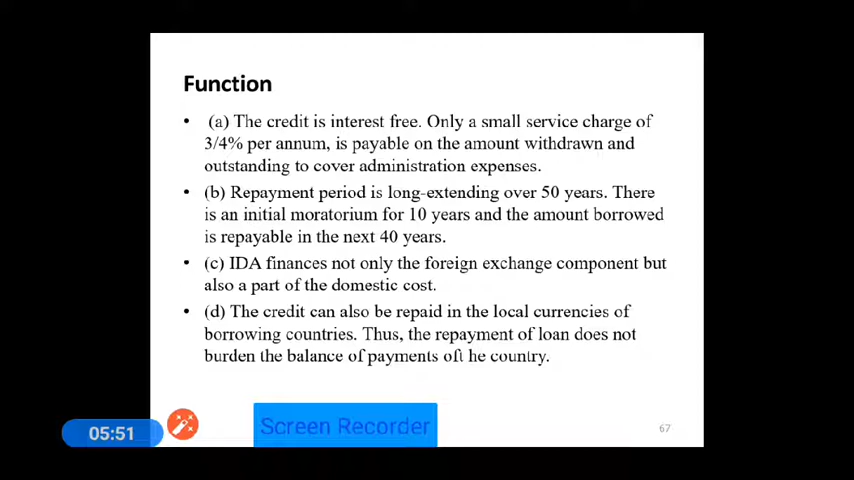 Function
• (a) The credit is interest free. Only a small service charge of
3/4% per annum, is payable on the amount withdrawn and
outstanding to cover administration expenses.
• (b) Repayment period is long-extending over 50 years. There
is an initial moratorium for 10 years and the amount borrowed
is repayable in the next 40 years.
• (c) IDA finances not only the foreign exchange component but
also a part of the domestic cost.
• (d) The credit can also be repaid in the local currencies of
borrowing countries. Thus, the repayment of loan does not
burden the balance of payments oft he country.
05:51
Screen Recorder
67